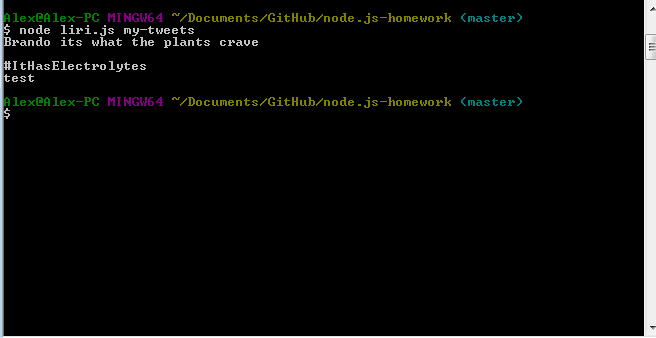 Alex@Alex-PC MINGW64 ~/Documents/GitHub/node.js-homework (master)
$ node liri.js my-tweets
Brando its what the plants crave
#ItHasElectrolytes
test
Alex@Alex-PC MINGW64 ~/Documents/GitHub/node.js-homework (master)
$